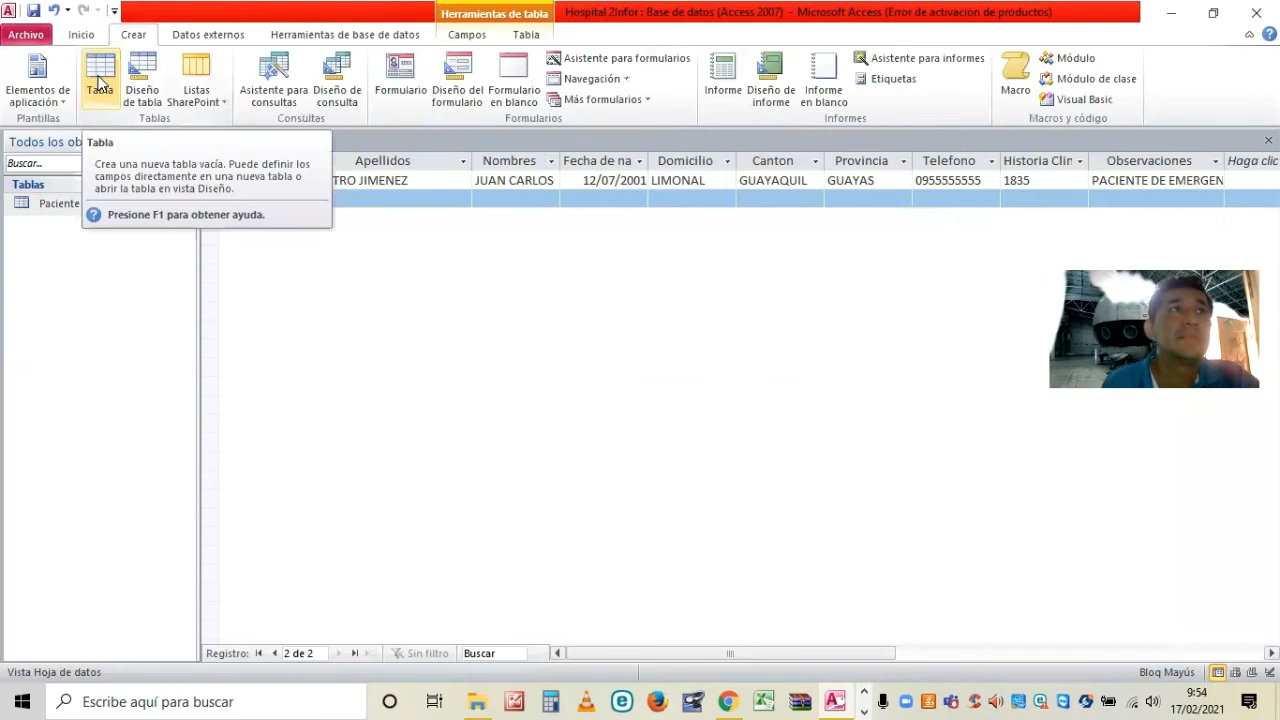 Herramientas de tabla
Hospital 2Infor : Base de datos (Access 2007) - Microsoft Access (Error de activación de productos)
Archivo Inicio Crear Datos externos Herramientas de base de datos Campos Tabla
Elementos de aplicación
Tabla
Diseño de tabla
Listas SharePoint
Asistente para consultas
Diseño de consulta
Formulario
Diseño del formulario
Formulario en blanco
Asistente para formularios
Navegación
Más formularios
Informe
Diseño de informe
Informe en blanco
Asistente para informes
Etiquetas
Macro
Módulo
Módulo de clase
Visual Basic
Plantillas Tablas Consultas Formularios Informes Macros y código
Todos los ob
Buscar...
Tablas
Paciente
Tabla
Crea una nueva tabla vacía. Puede definir los
campos directamente en una nueva tabla o
abrir la tabla en vista Diseño.
Presione F1 para obtener ayuda.
Apellidos Nombres Fecha de na Domicilio Canton Provincia Telefono Historia Clin Observaciones Haga clic
TRO JIMENEZ JUAN CARLOS 12/07/2001 LIMONAL GUAYAQUIL GUAYAS 0955555555 1835 PACIENTE DE EMERGEN
Registro: 2 de 2 Sin filtro Buscar
Vista Hoja de datos Bloq Mayús
Escribe aquí para buscar
9:54
17/02/2021